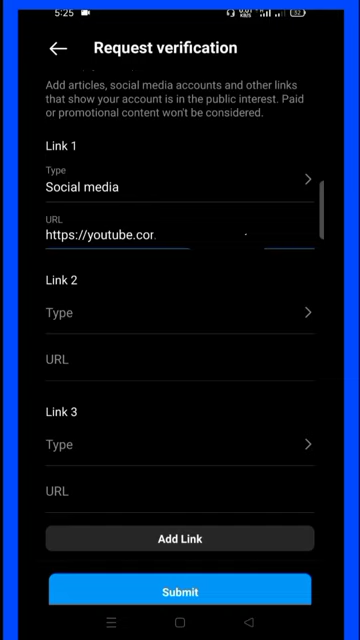 5:25
Request verification
Add articles, social media accounts and other links
that show your account is in the public interest. Paid
or promotional content won't be considered.
Link 1
Type
Social media
URL
https://youtube.cor
Link 2
Type
URL
Link 3
Type
URL
Add Link
Submit